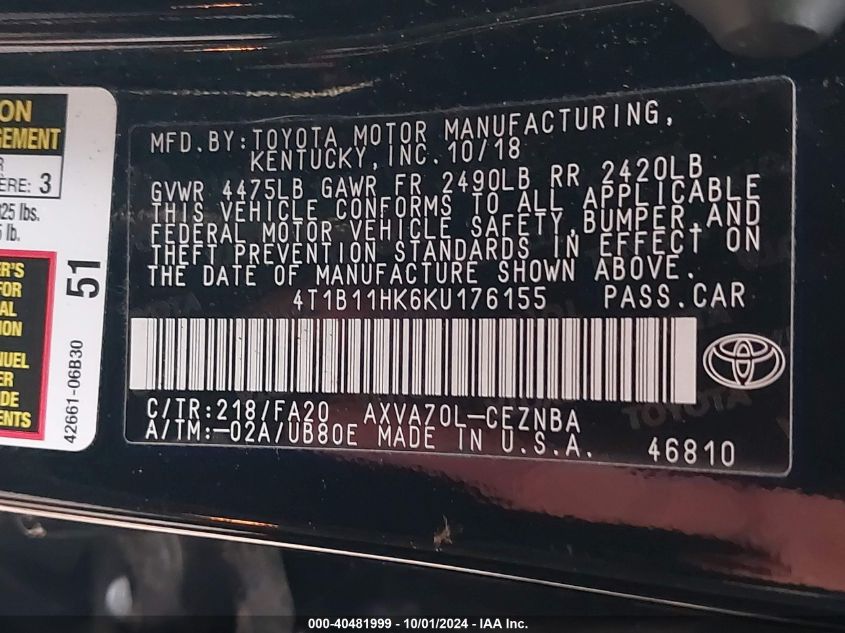 ON
GEMENT
R
ÈRE: 3
025 lbs.
5 lb.
ER'S
FOR
AL
ION
NUEL
ER
DE
ENTS
51
42661-06B30
MFD.BY:TOYOTA MOTOR MANUFACTURING,
KENTUCKY,INC.10/18
GVWR 4475LB GAWR FR 2490LB RR 2420LB
THIS VEHICLE CONFORMS TO ALL APPLICABLE
FEDERAL MOTOR VEHICLE SAFETY,BUMPER,AND
THEFT PREVENTION STANDARDS IN EFFECT ON
THE DATE OF MANUFACTURE SHOWN ABOVE.
4T1B11HK6KU176155 PASS.CAR
C/TR:218/FA20 AXVA70L-CEZNBA
A/TM:-02A/UB80E MADE IN U.S.A.
46810
TOYOTA
000-40481999 - 10/01/2024 - IAA Inc.